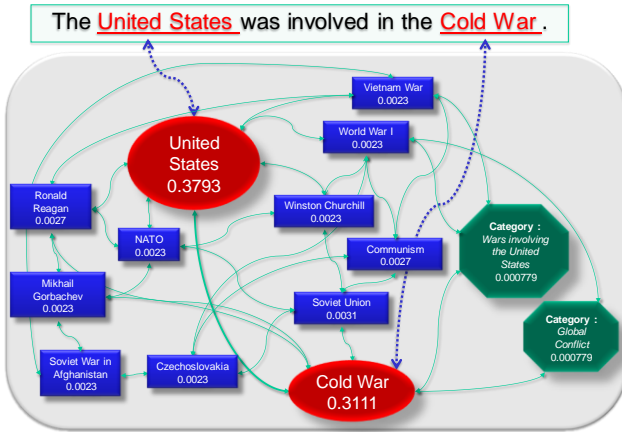 The United States was involved in the Cold War .
Vietnam War
0.0023
United
States
0.3793
World War I
0.0023
Ronald
Reagan
0.0027
Winston Churchill
0.0023
NATO
0.0023
Communism
0.0027
Category :
Wars involving
the United
States
0.000779
Mikhail
Gorbachev
0.0023
Soviet Union
0.0031
Category :
Global
Conflict
0.000779
Soviet War in
Afghanistan
0.0023
Czechoslovakia
0.0023
Cold War
0.3111